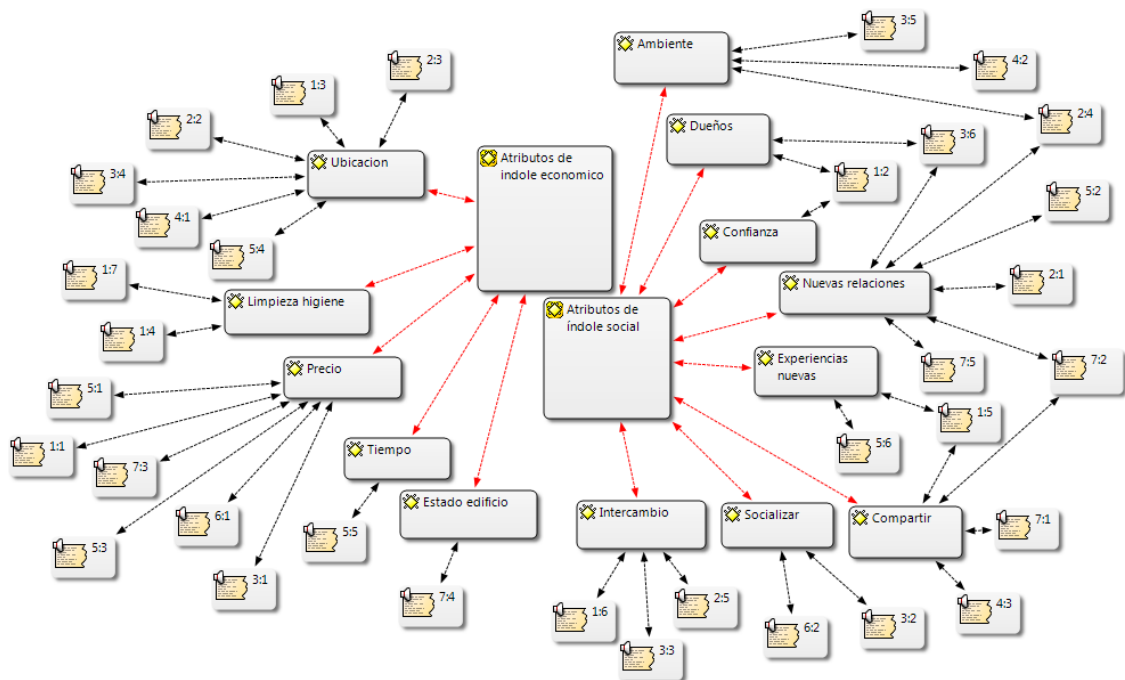 3:5
Ambiente
2:3
4:2
1:3
2:4
2:2
Dueños
3:6
Ubicacion
Atributos de
indole economico
3:4
1:2
5:2
4:1
Confianza
5:4
1:7
2:1
Nuevas relaciones
Limpieza higiene
Atributos de
índole social
1:4
Precio
Experiencias
nuevas
7:5
7:2
5:1
1:5
1:1
5:6
Tiempo
7:3
Estado edificio
Intercambio
Socializar
Compartir
6:1
7:1
5:5
5:3
3:1
7:4
1:6
2:5
4:3
6:2
3:2
3:3